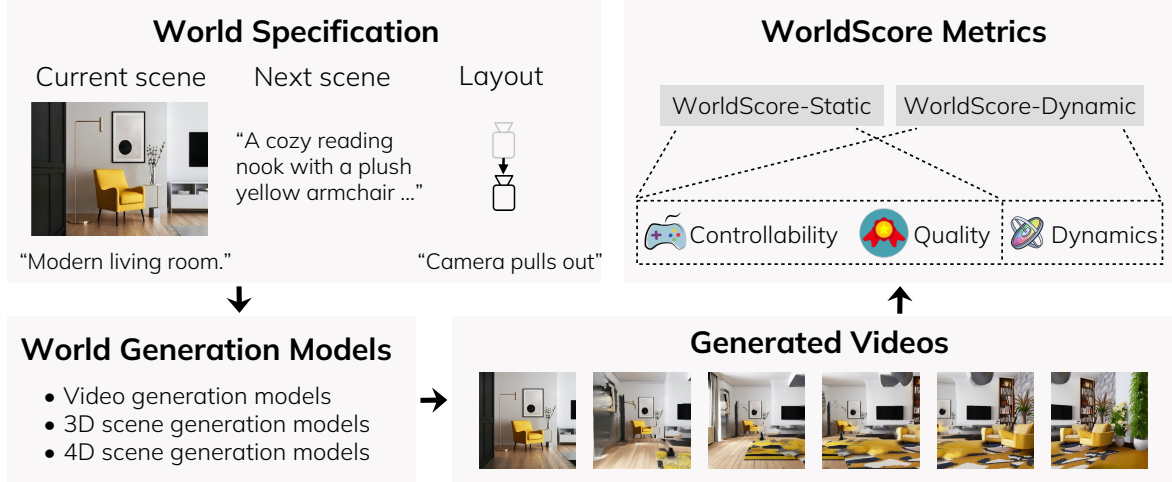 World Specification
Current scene
Next scene
Layout
“A cozy reading
nook with a plush
yellow armchair ...”
“Modern living room.”
“Camera pulls out”
World Generation Models
• Video generation models
• 3D scene generation models
• 4D scene generation models
Generated Videos
WorldScore Metrics
WorldScore-Static
WorldScore-Dynamic
Controllability
Quality
Dynamics